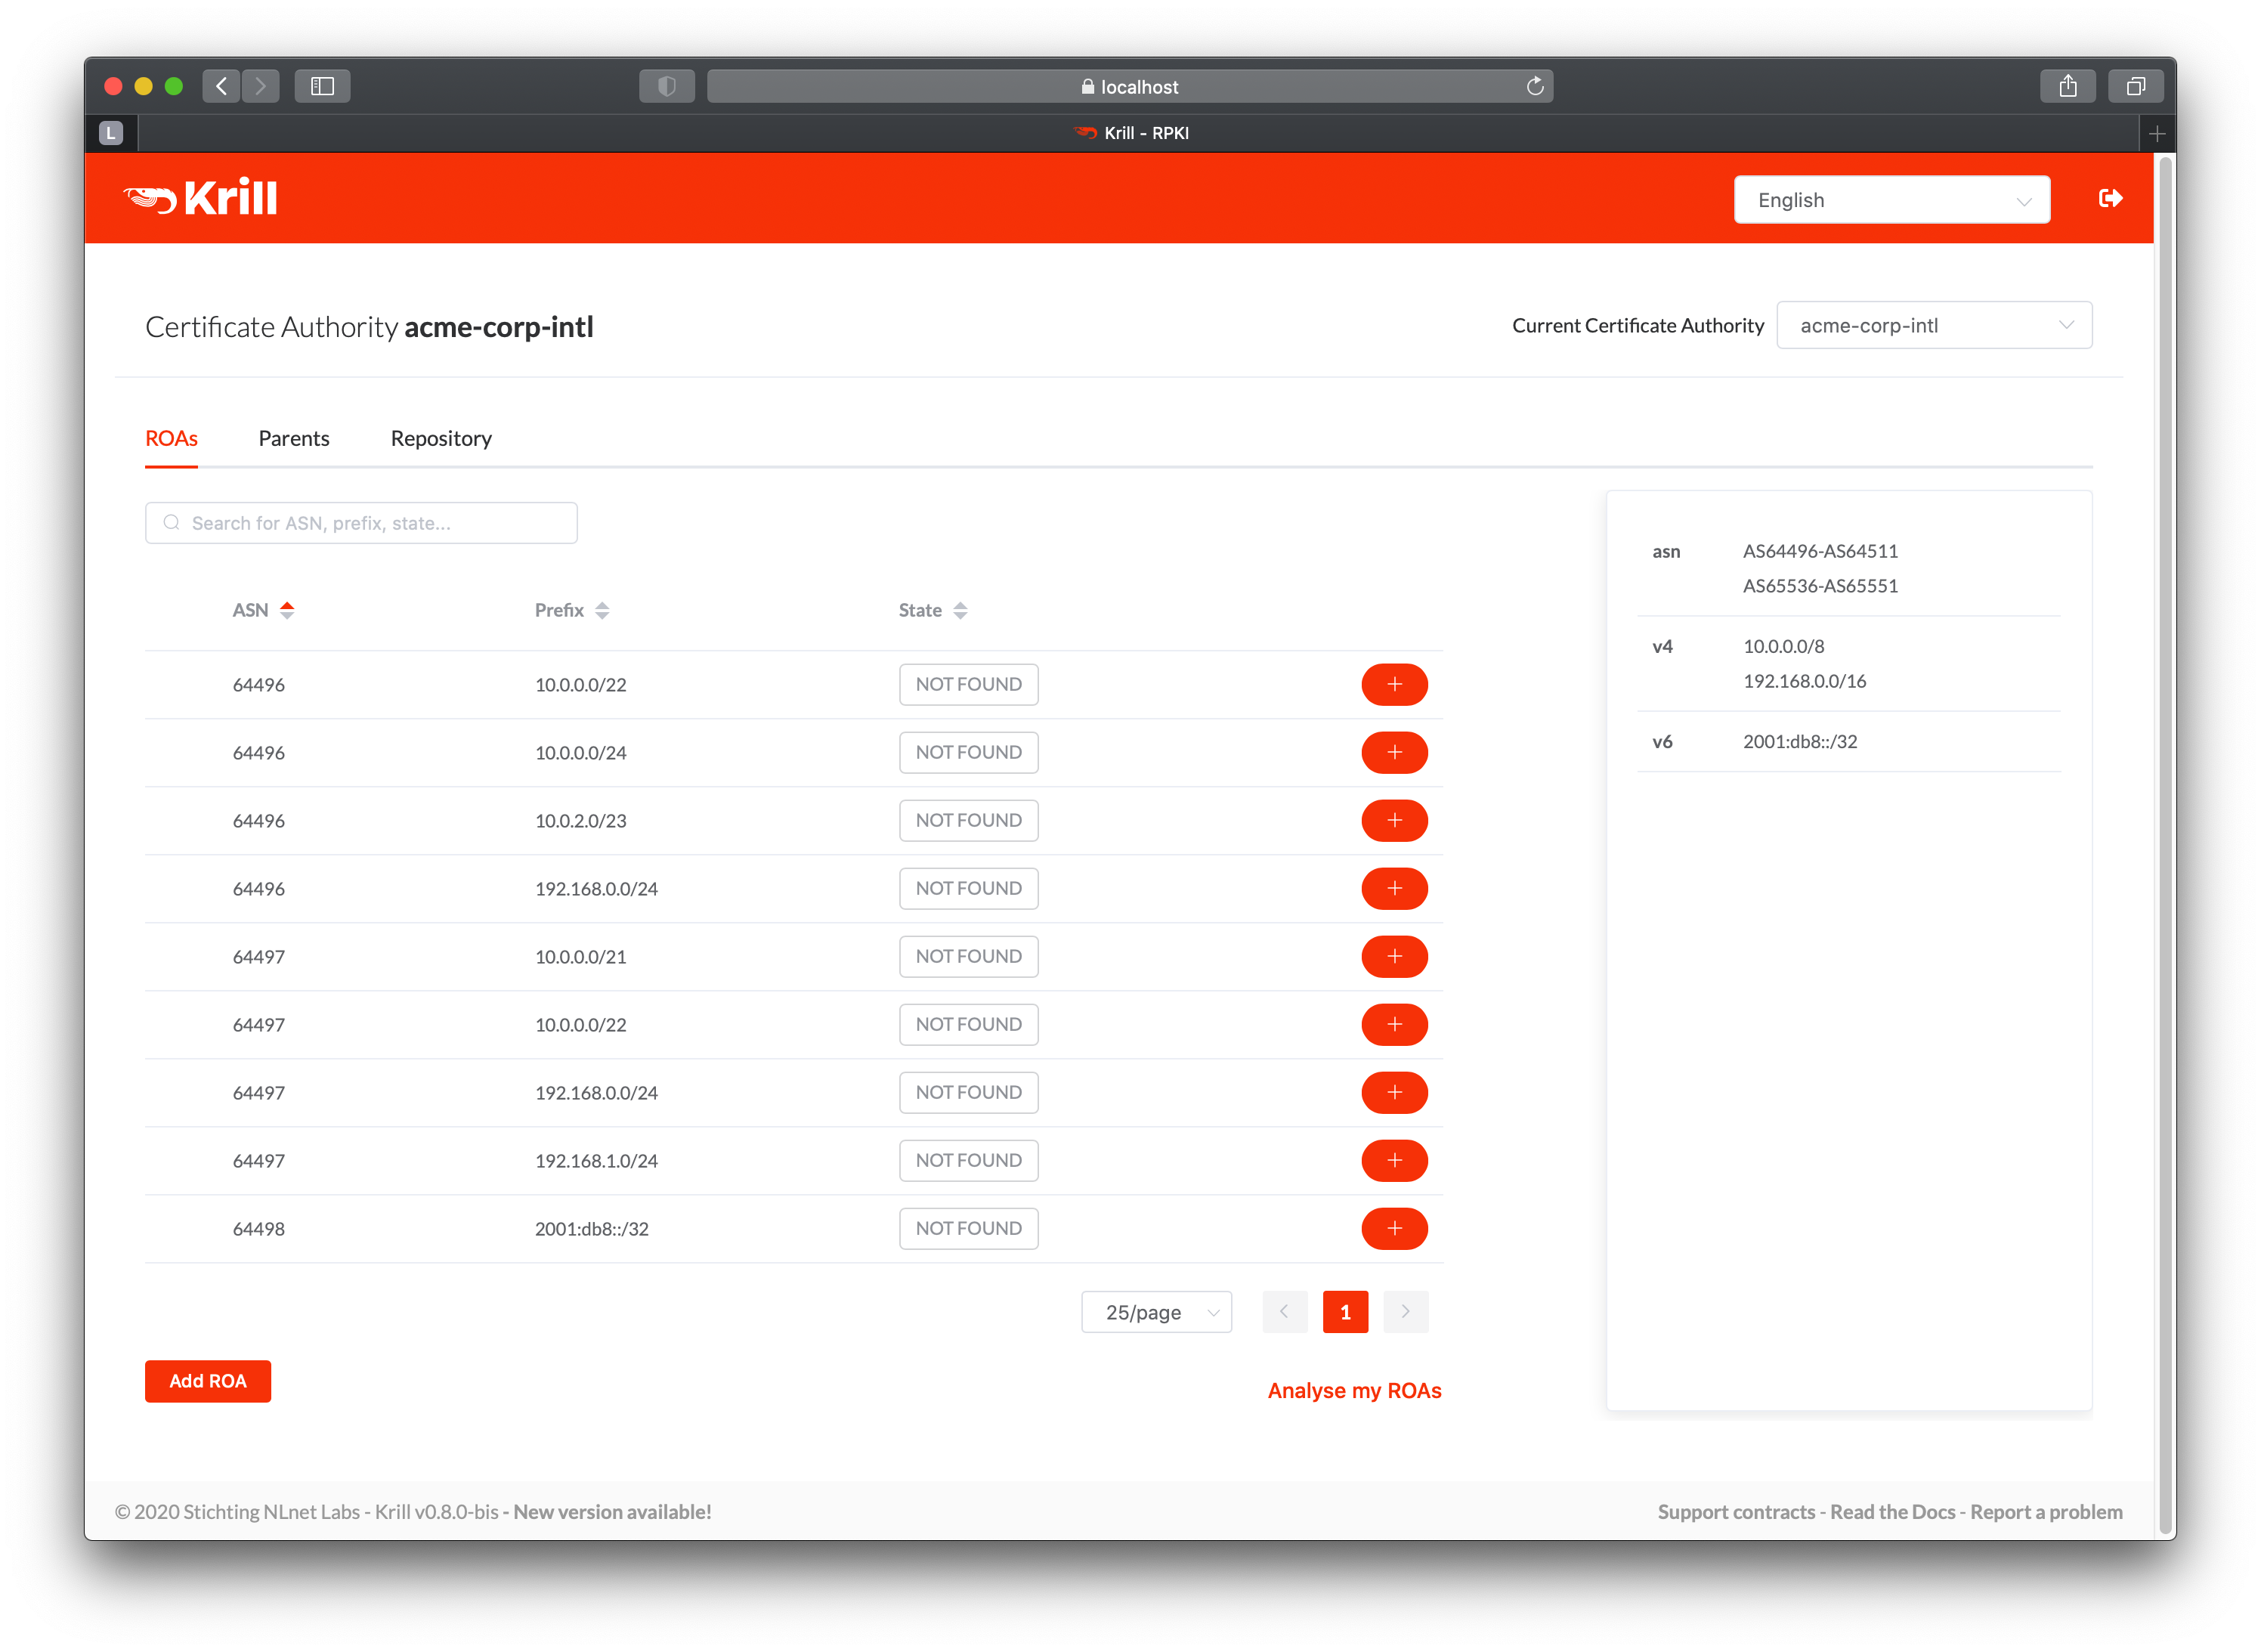 localhost
L
Krill - RPKI
Krill
English
Certificate Authority acme-corp-intl
Current Certificate Authority
acme-corp-intl
ROAs Parents Repository
Search for ASN, prefix, state...
ASN Prefix State
64496 10.0.0.0/22 NOT FOUND +
64496 10.0.0.0/24 NOT FOUND +
64496 10.0.2.0/23 NOT FOUND +
64496 192.168.0.0/24 NOT FOUND +
64497 10.0.0.0/21 NOT FOUND +
64497 10.0.0.0/22 NOT FOUND +
64497 192.168.0.0/24 NOT FOUND +
64497 192.168.1.0/24 NOT FOUND +
64498 2001:db8::/32 NOT FOUND +
25/page
1
Add ROA
Analyse my ROAs
asn AS64496-AS64511
AS65536-AS65551
v4 10.0.0.0/8
192.168.0.0/16
v6 2001:db8::/32
© 2020 Stichting NLnet Labs - Krill v0.8.0-bis - New version available!
Support contracts - Read the Docs - Report a problem